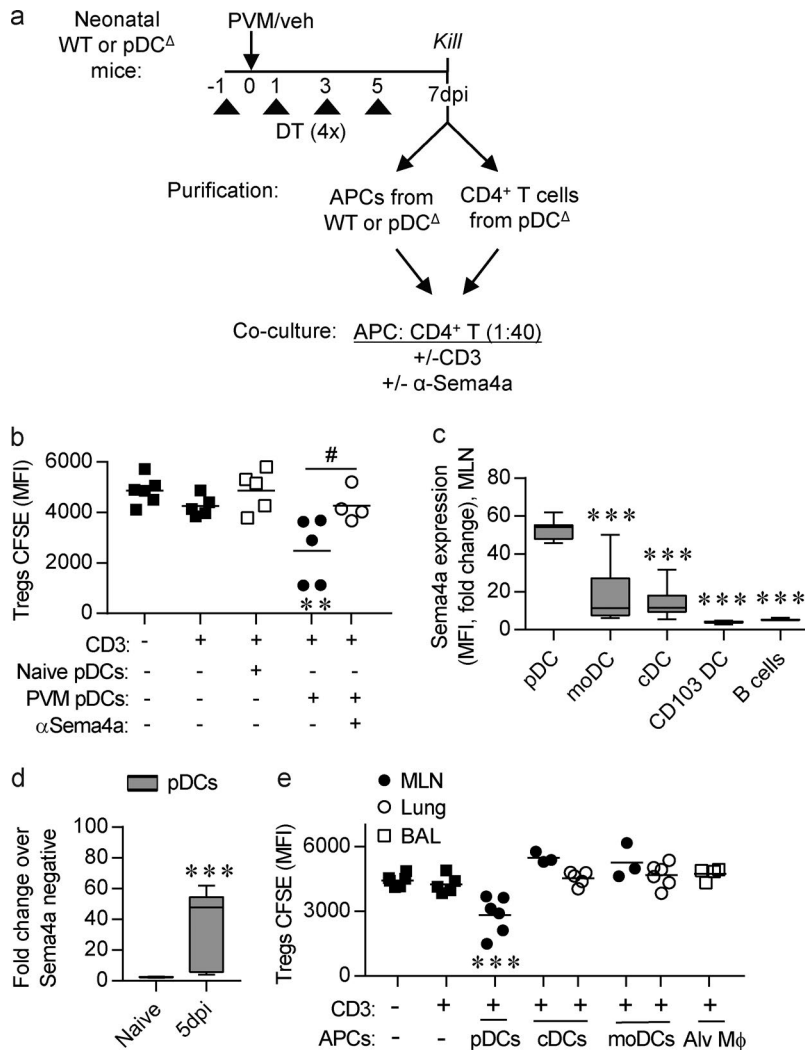 a
Neonatal
WT or pDCΔ
mice:
PVM/veh
Kill
-1 0 1 3 5 7dpi
DT (4x)
Purification:
APCs from
WT or pDCΔ
CD4+ T cells
from pDCΔ
Co-culture: APC: CD4+ T (1:40)
+/-CD3
+/- α-Sema4a
b
Tregs CFSE (MFI)
6000
4000
2000
0
#
**
CD3: - + + + +
Naive pDCs: - - + - -
PVM pDCs: - - - + +
αSema4a: - - - - +
c
Sema4a expression
(MFI, fold change), MLN
80
60
40
20
0
*** *** *** ***
pDC moDC cDC CD103 DC B cells
d
pDCs
Fold change over
Sema4a negative
100
80
60
40
20
0
***
Naive 5dpi
e
MLN
Lung
BAL
Tregs CFSE (MFI)
6000
3000
0
***
CD3: - + + + + + + +
APCs: - - pDCs cDCs moDCs Alv Mϕ